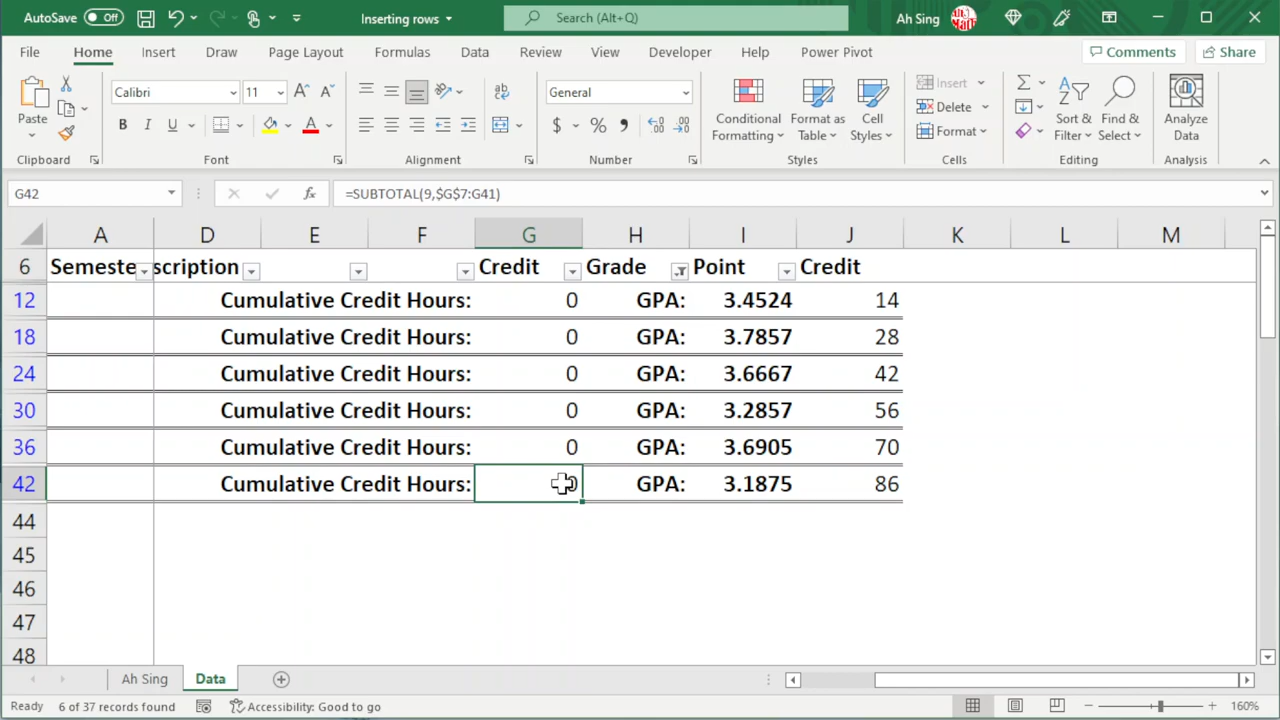 AutoSave Off Inserting rows Search (Alt+Q) Ah Sing
File Home Insert Draw Page Layout Formulas Data Review View Developer Help Power Pivot Comments Share
Calibri 11 General Insert
Delete
Format
Paste Conditional Formatting Format as Table Cell Styles Sort & Filter Find & Select Analyze Data
Clipboard Font Alignment Number Styles Cells Editing Analysis
G42 fx =SUBTOTAL(9,$G$7:G41)
A D E F G H I J K L M
6 Semeste scription Credit Grade Point Credit
12 Cumulative Credit Hours: 0 GPA: 3.4524 14
18 Cumulative Credit Hours: 0 GPA: 3.7857 28
24 Cumulative Credit Hours: 0 GPA: 3.6667 42
30 Cumulative Credit Hours: 0 GPA: 3.2857 56
36 Cumulative Credit Hours: 0 GPA: 3.6905 70
42 Cumulative Credit Hours: 0 GPA: 3.1875 86
44
45
46
47
48
Ah Sing Data
Ready 6 of 37 records found Accessibility: Good to go 160%